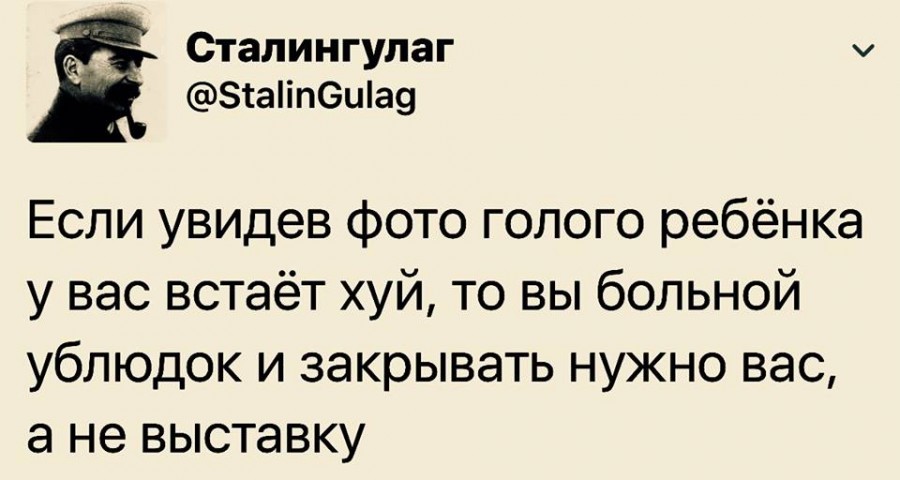 Сталингулаг
@StalinGulag
Если увидев фото голого ребёнка
у вас встаёт хуй, то вы больной
ублюдок и закрывать нужно вас,
а не выставку